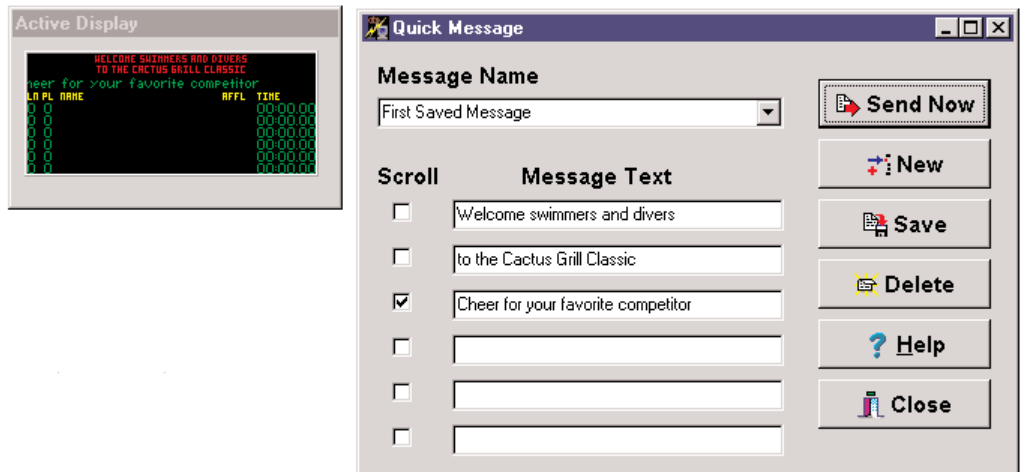 Active Display
WELCOME SWIMMERS AND DIVERS
TO THE CACTUS GRILL CLASSIC
heer for your favorite competitor
LN PL NAME AFFL TIME
0 0 00:00.00
0 0 00:00.00
0 0 00:00.00
0 0 00:00.00
0 0 00:00.00
0 0 00:00.00
Quick Message
Message Name
First Saved Message
Scroll Message Text
Welcome swimmers and divers
to the Cactus Grill Classic
Cheer for your favorite competitor
Send Now
New
Save
Delete
Help
Close